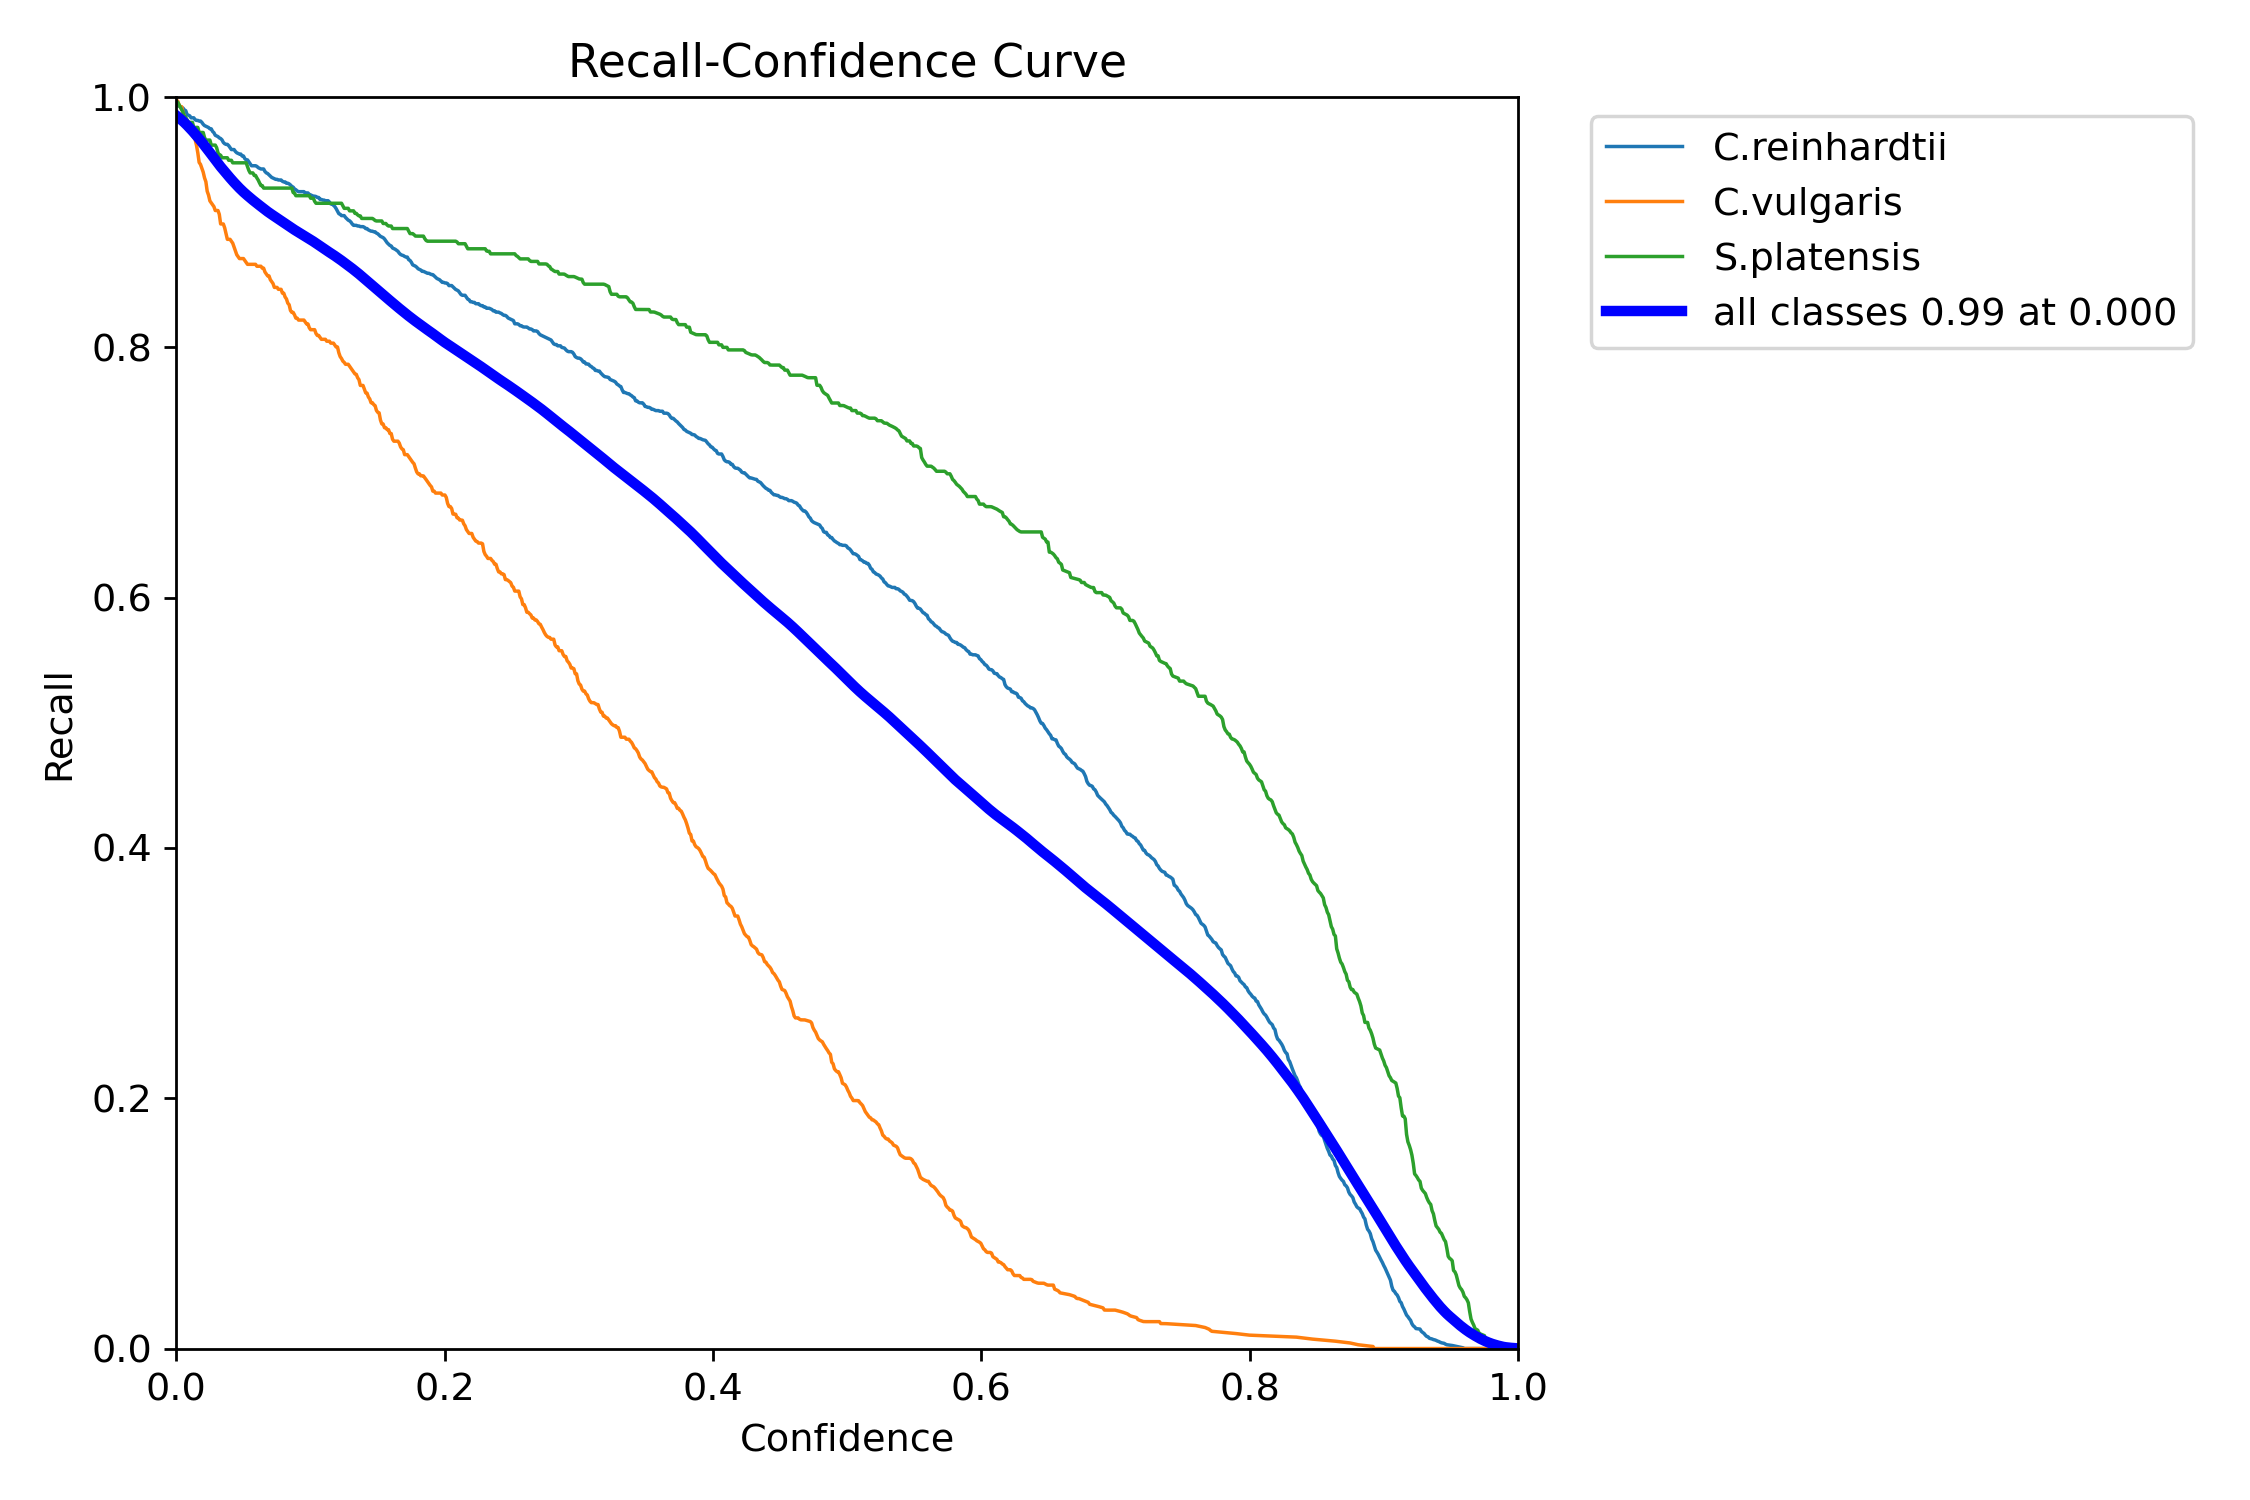 Recall-Confidence Curve
1.0
0.8
0.6
0.4
0.2
0.0
Recall
0.0 0.2 0.4 0.6 0.8 1.0
Confidence
C.reinhardtii
C.vulgaris
S.platensis
all classes 0.99 at 0.000